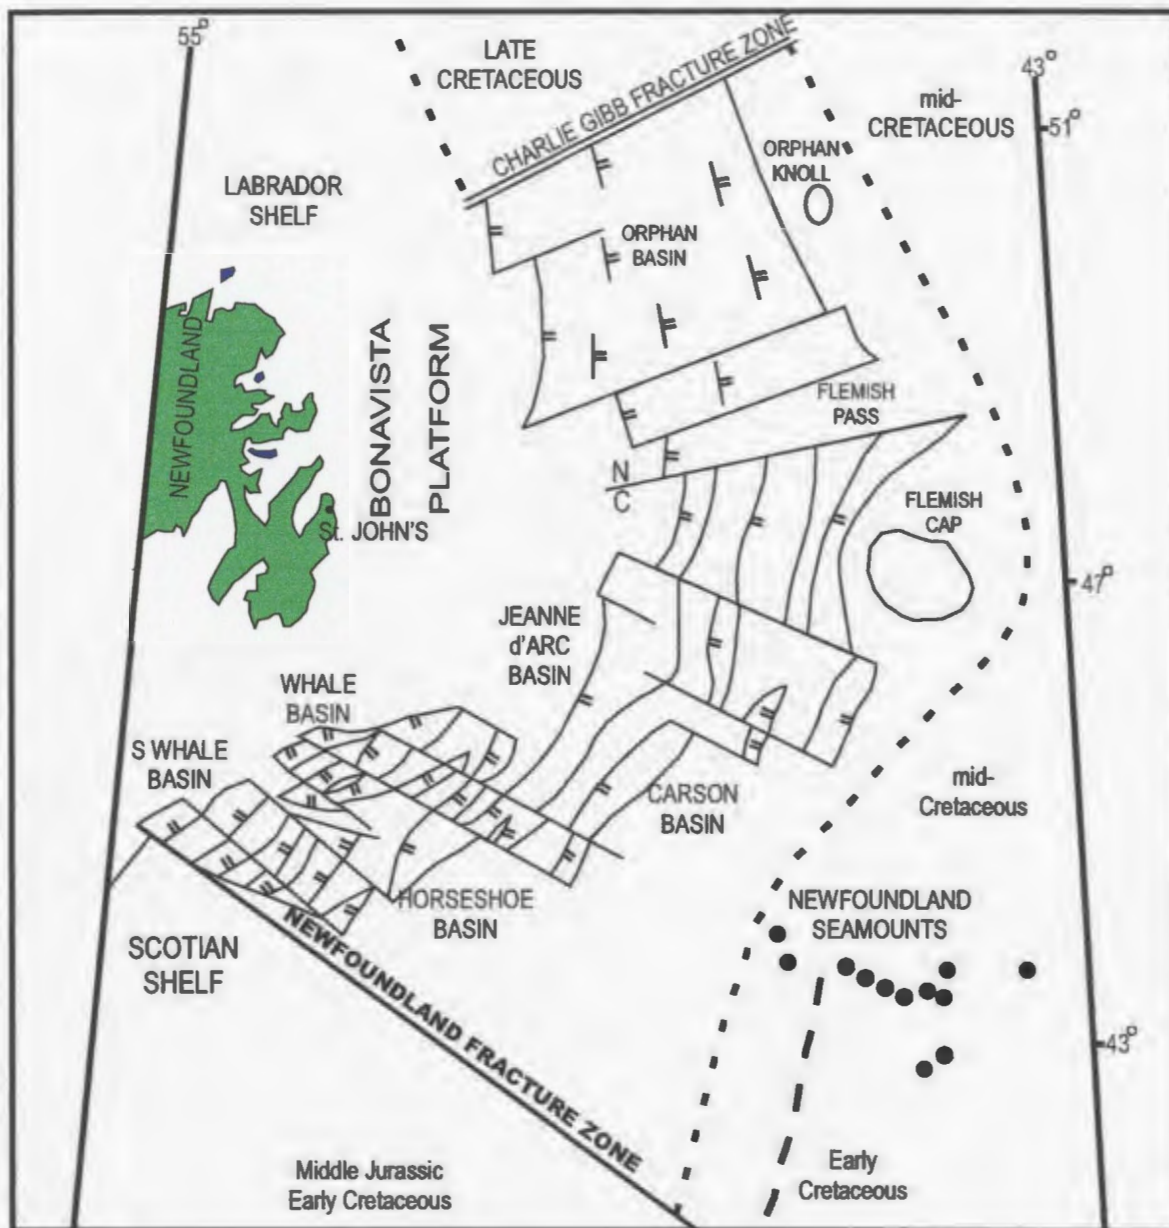 55°
LATE
CRETACEOUS
CHARLIE GIBB FRACTURE ZONE
43°
mid-
CRETACEOUS
51°
ORPHAN
KNOLL
LABRADOR
SHELF
ORPHAN
BASIN
NEWFOUNDLAND
BONAVISTA
PLATFORM
FLEMISH
PASS
N
C
FLEMISH
CAP
St. JOHN'S
47°
JEANNE
d'ARC
BASIN
WHALE
BASIN
S WHALE
BASIN
mid-
Cretaceous
CARSON
BASIN
HORSESHOE
BASIN
NEWFOUNDLAND
SEAMOUNTS
SCOTIAN
SHELF
NEWFOUNDLAND FRACTURE ZONE
43°
Middle Jurassic
Early Cretaceous
Early
Cretaceous